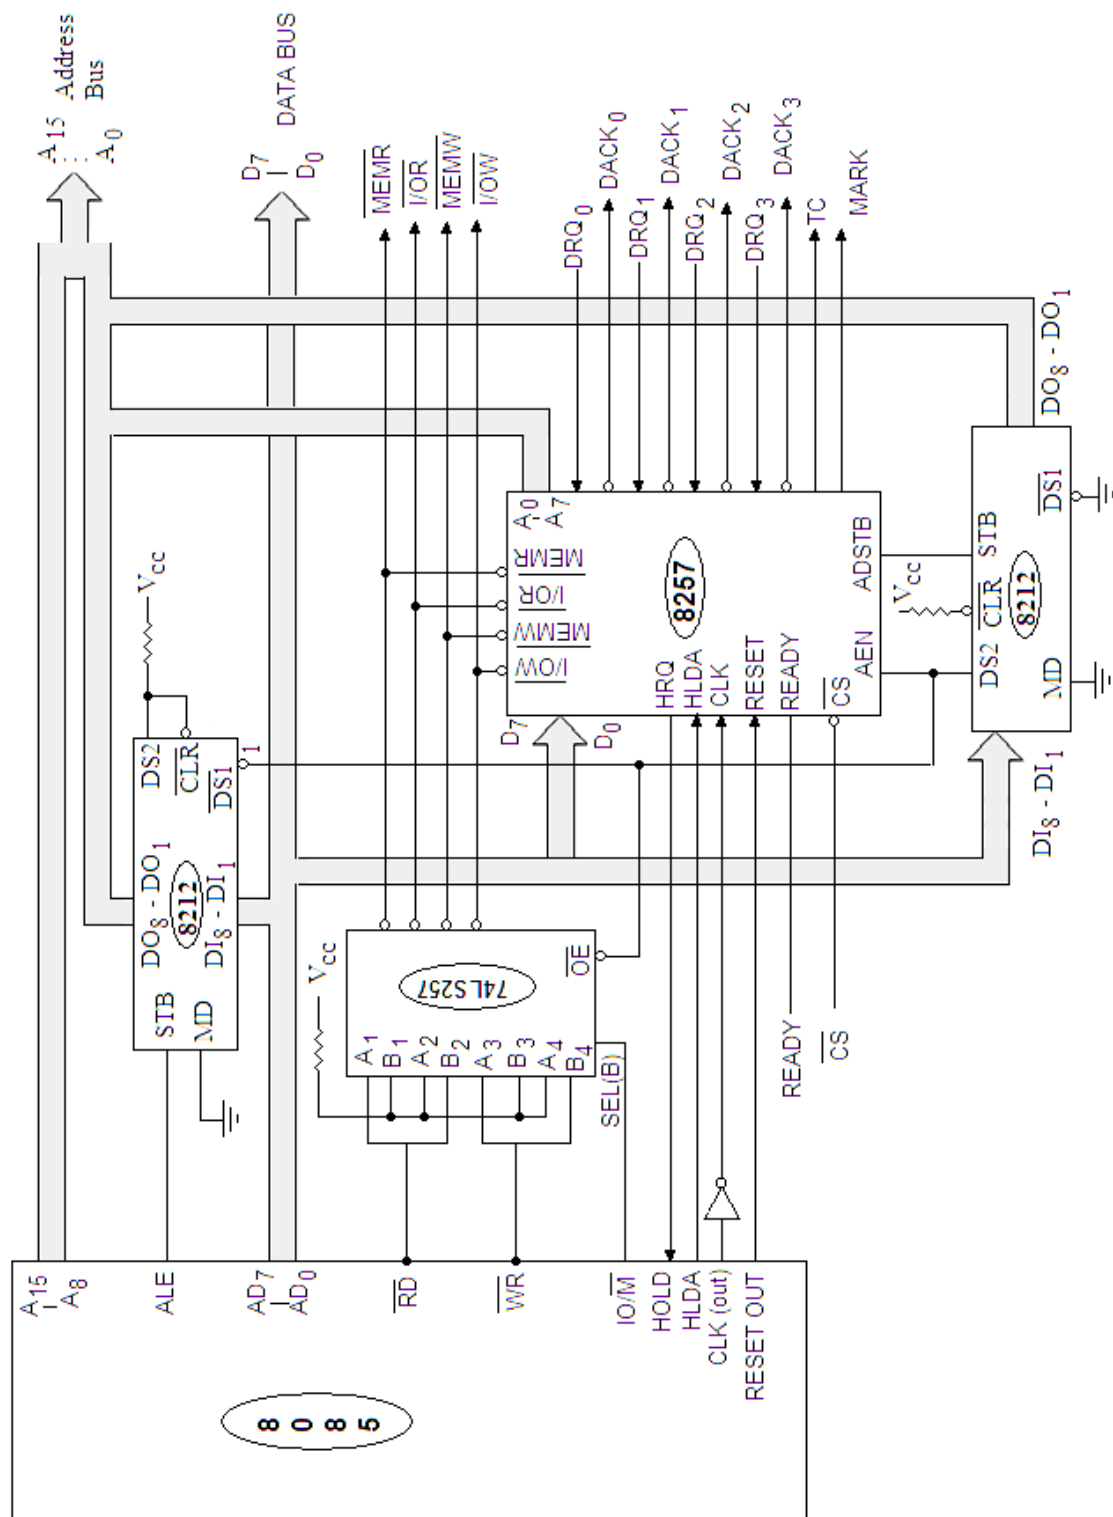 A15 Address
A0 Bus
D7 DATA BUS
D0
MEMR
I/OR
MEMW
I/OW
DRQ0
DACK0
DRQ1
DACK1
DRQ2
DACK2
DRQ3
DACK3
TC
MARK
DO8 - DO1
Vcc
DS2
CLR
DS1
1
DO8 - DO1
8212
DI8 - DI1
STB
MD
A0
A7
MEMR
I/OR
MEMW
I/OW
8257
HRQ
HLDA
CLK
RESET
READY
CS
ADSTB
AEN
D7
D0
DS1
STB
Vcc
CLR
8212
DS2
MD
DI8 - DI1
Vcc
74LS257
OE
A1
B1
A2
B2
A3
B3
A4
B4
SEL(B)
READY
CS
A15
A8
ALE
AD7
AD0
RD
WR
IO/M
HOLD
HLDA
CLK (out)
RESET OUT
8085